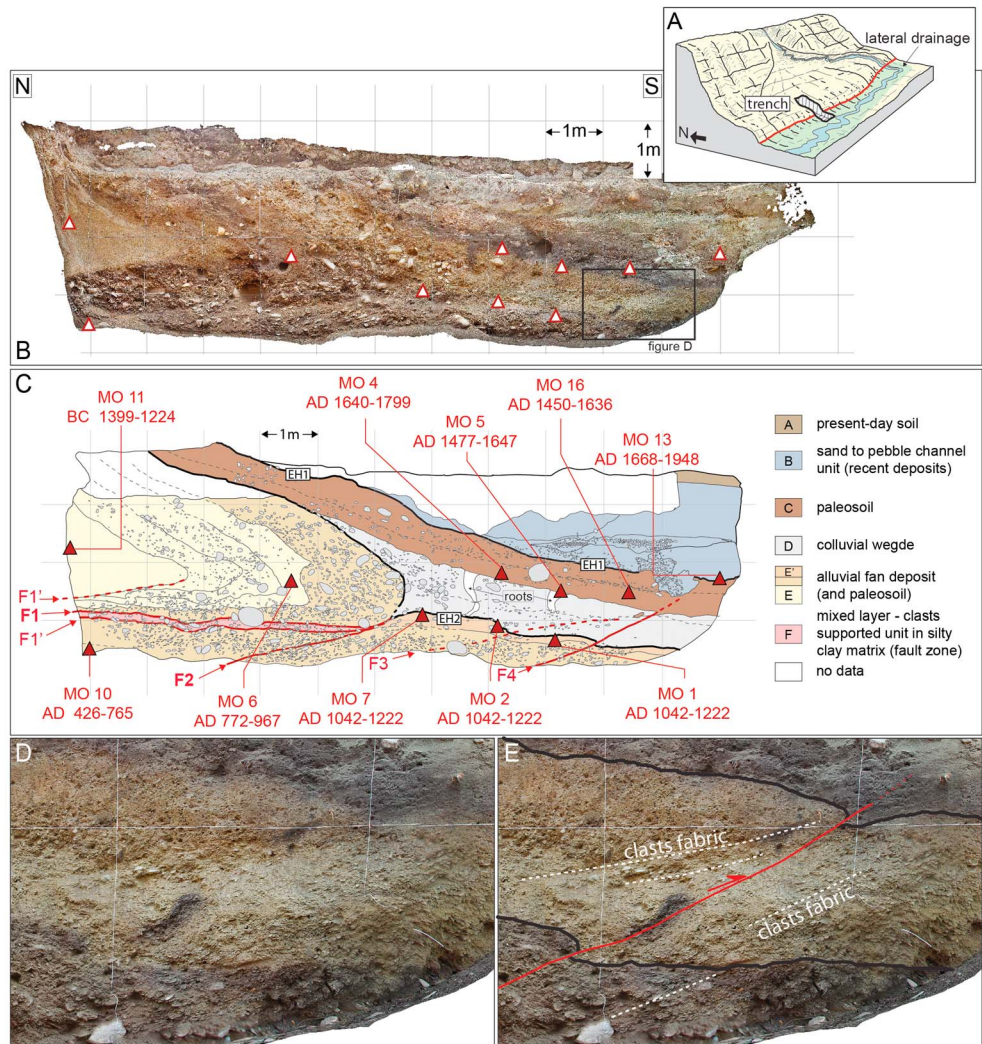 A
lateral drainage
trench
N
N
S
1m
1m
B
figure D
C
MO 11
BC 1399-1224
MO 4
AD 1640-1799
MO 5
AD 1477-1647
MO 16
AD 1450-1636
MO 13
AD 1668-1948
1m
EH1
EH1
roots
EH2
F1'
F1
F1'
F2
F3
F4
MO 10
AD 426-765
MO 6
AD 772-967
MO 7
AD 1042-1222
MO 2
AD 1042-1222
MO 1
AD 1042-1222
A present-day soil
B sand to pebble channel
unit (recent deposits)
C paleosoil
D colluvial wegde
E' alluvial fan deposit
E (and paleosoil)
mixed layer - clasts
F supported unit in silty
clay matrix (fault zone)
no data
D
E
clasts fabric
clasts fabric